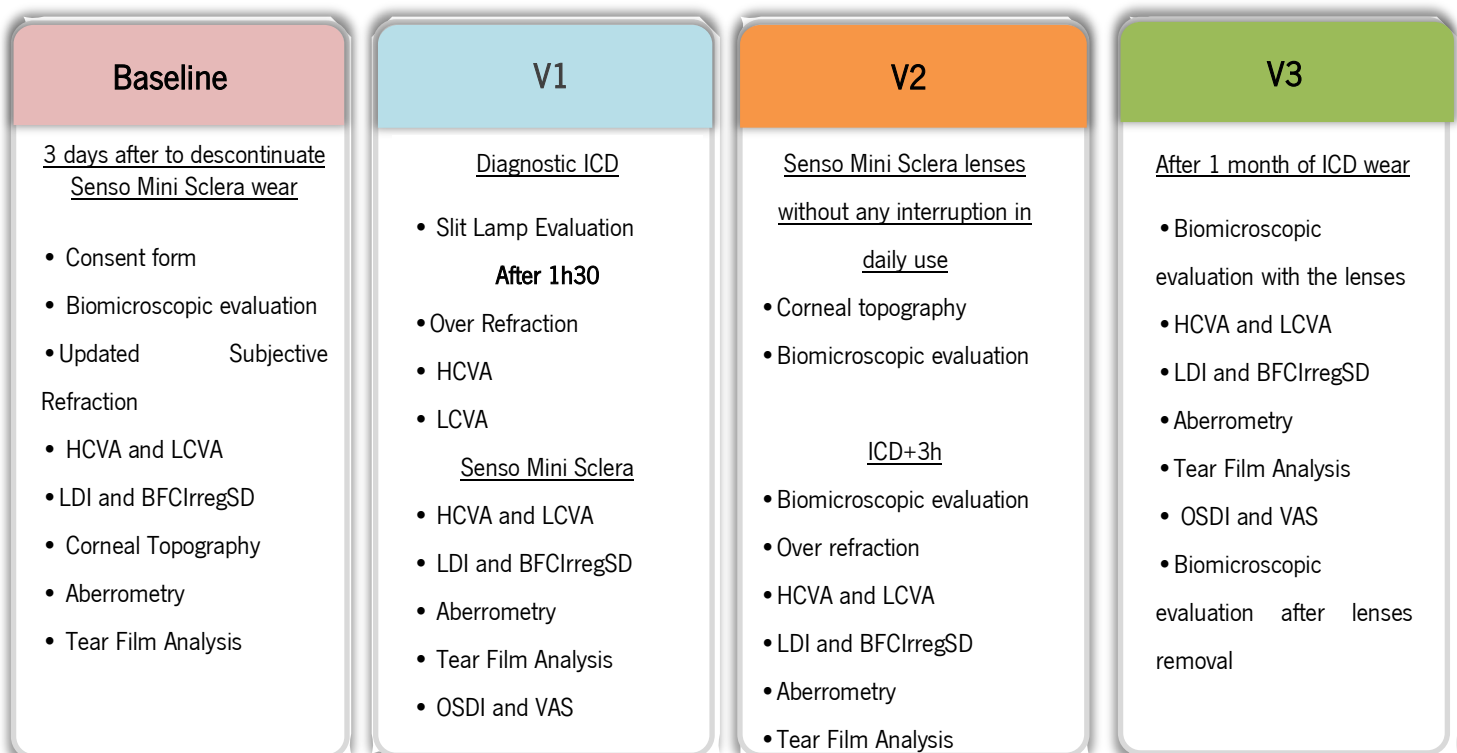 Baseline
3 days after to descontinuate
Senso Mini Sclera wear
• Consent form
• Biomicroscopic evaluation
• Updated Subjective
Refraction
• HCVA and LCVA
• LDI and BFCIrregSD
• Corneal Topography
• Aberrometry
• Tear Film Analysis
V1
Diagnostic ICD
• Slit Lamp Evaluation
After 1h30
• Over Refraction
• HCVA
• LCVA
Senso Mini Sclera
• HCVA and LCVA
• LDI and BFCIrregSD
• Aberrometry
• Tear Film Analysis
• OSDI and VAS
V2
Senso Mini Sclera lenses
without any interruption in
daily use
• Corneal topography
• Biomicroscopic evaluation
ICD+3h
• Biomicroscopic evaluation
• Over refraction
• HCVA and LCVA
• LDI and BFCIrregSD
• Aberrometry
• Tear Film Analysis
V3
After 1 month of ICD wear
• Biomicroscopic
evaluation with the lenses
• HCVA and LCVA
• LDI and BFCIrregSD
• Aberrometry
• Tear Film Analysis
• OSDI and VAS
• Biomicroscopic
evaluation after lenses
removal